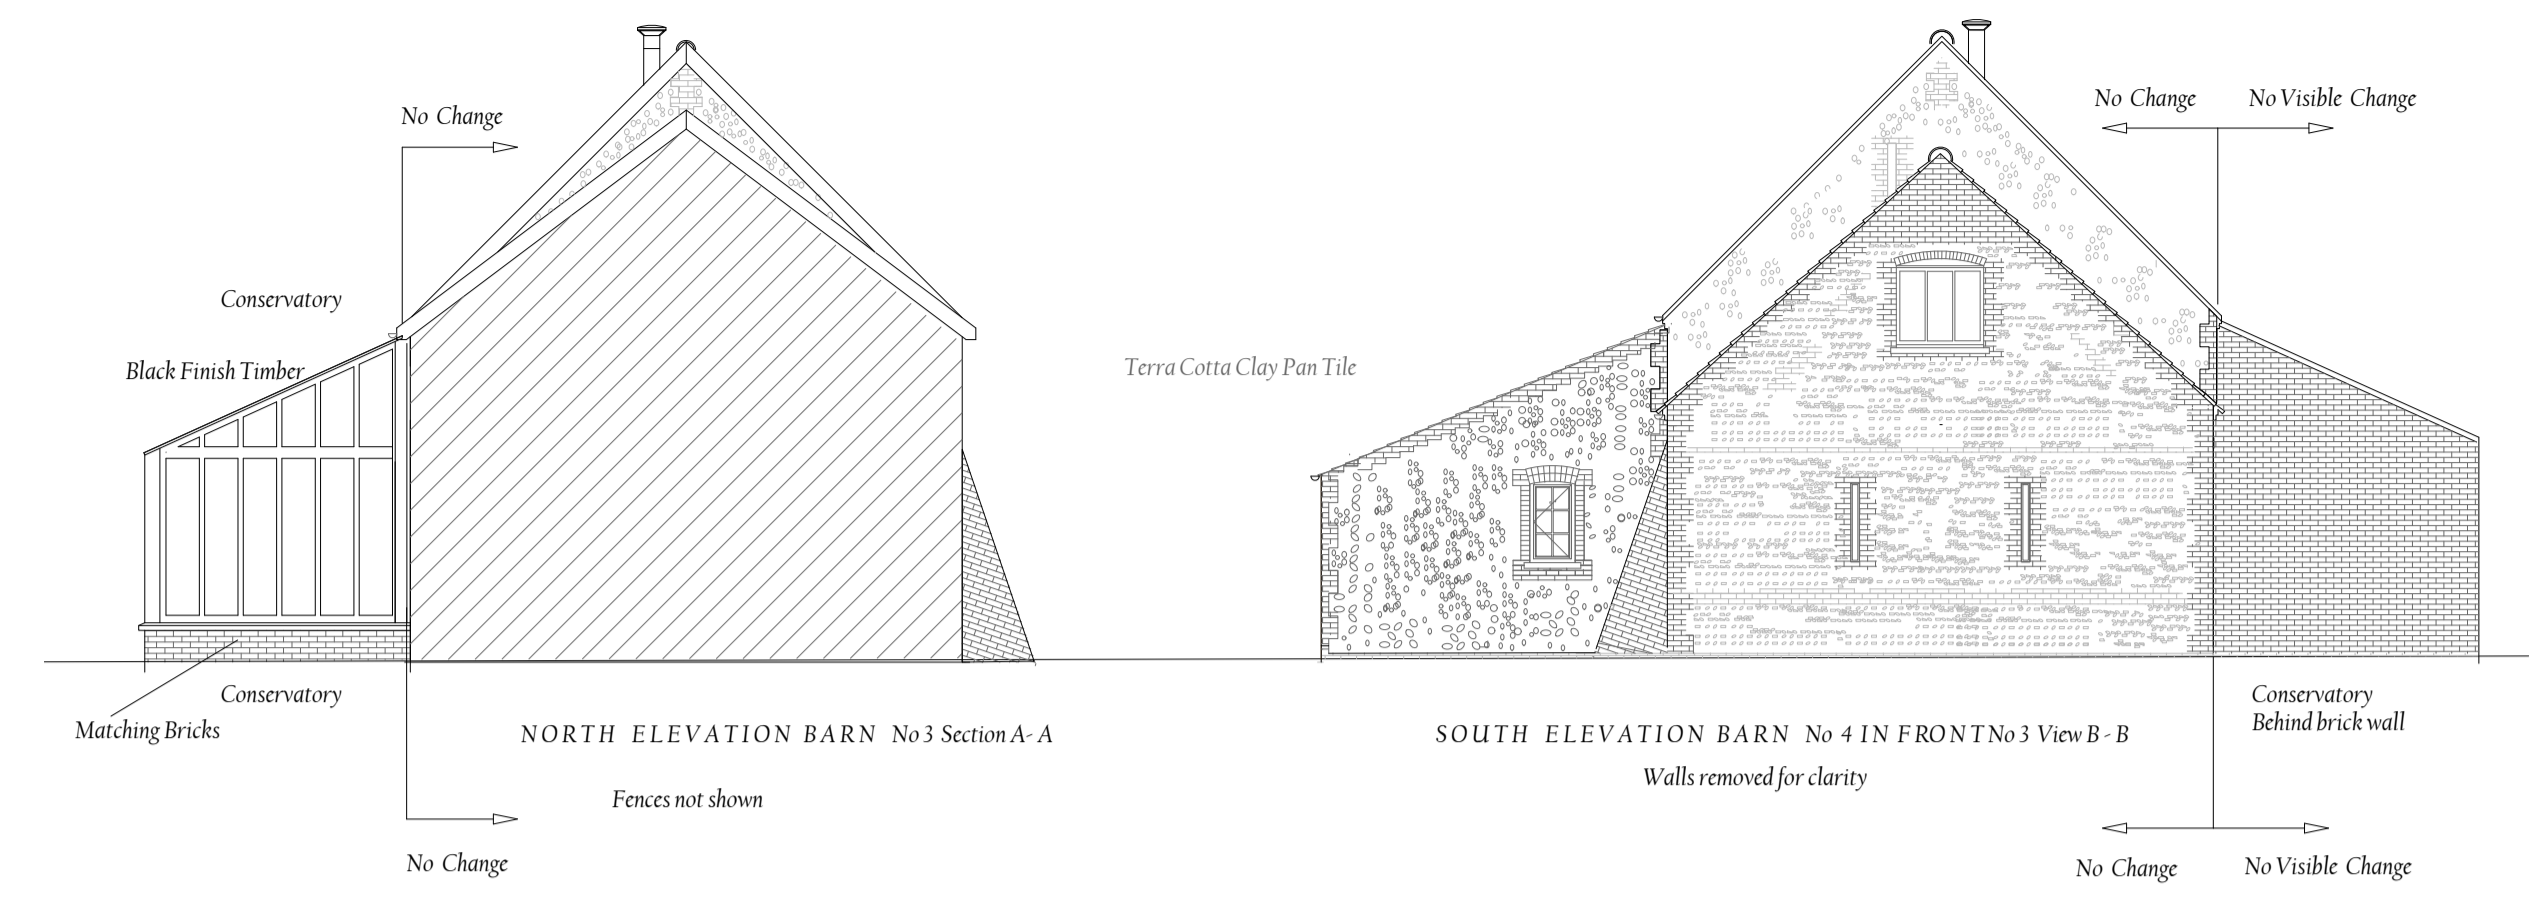 No Change
No Change
No Visible Change
Conservatory
Black Finish Timber
Terra Cotta Clay Pan Tile
Conservatory
Matching Bricks
NORTH ELEVATION BARN No 3 Section A- A
Fences not shown
No Change
SOUTH ELEVATION BARN No 4 IN FRONT No 3 View B - B
Walls removed for clarity
Conservatory
Behind brick wall
No Change
No Visible Change